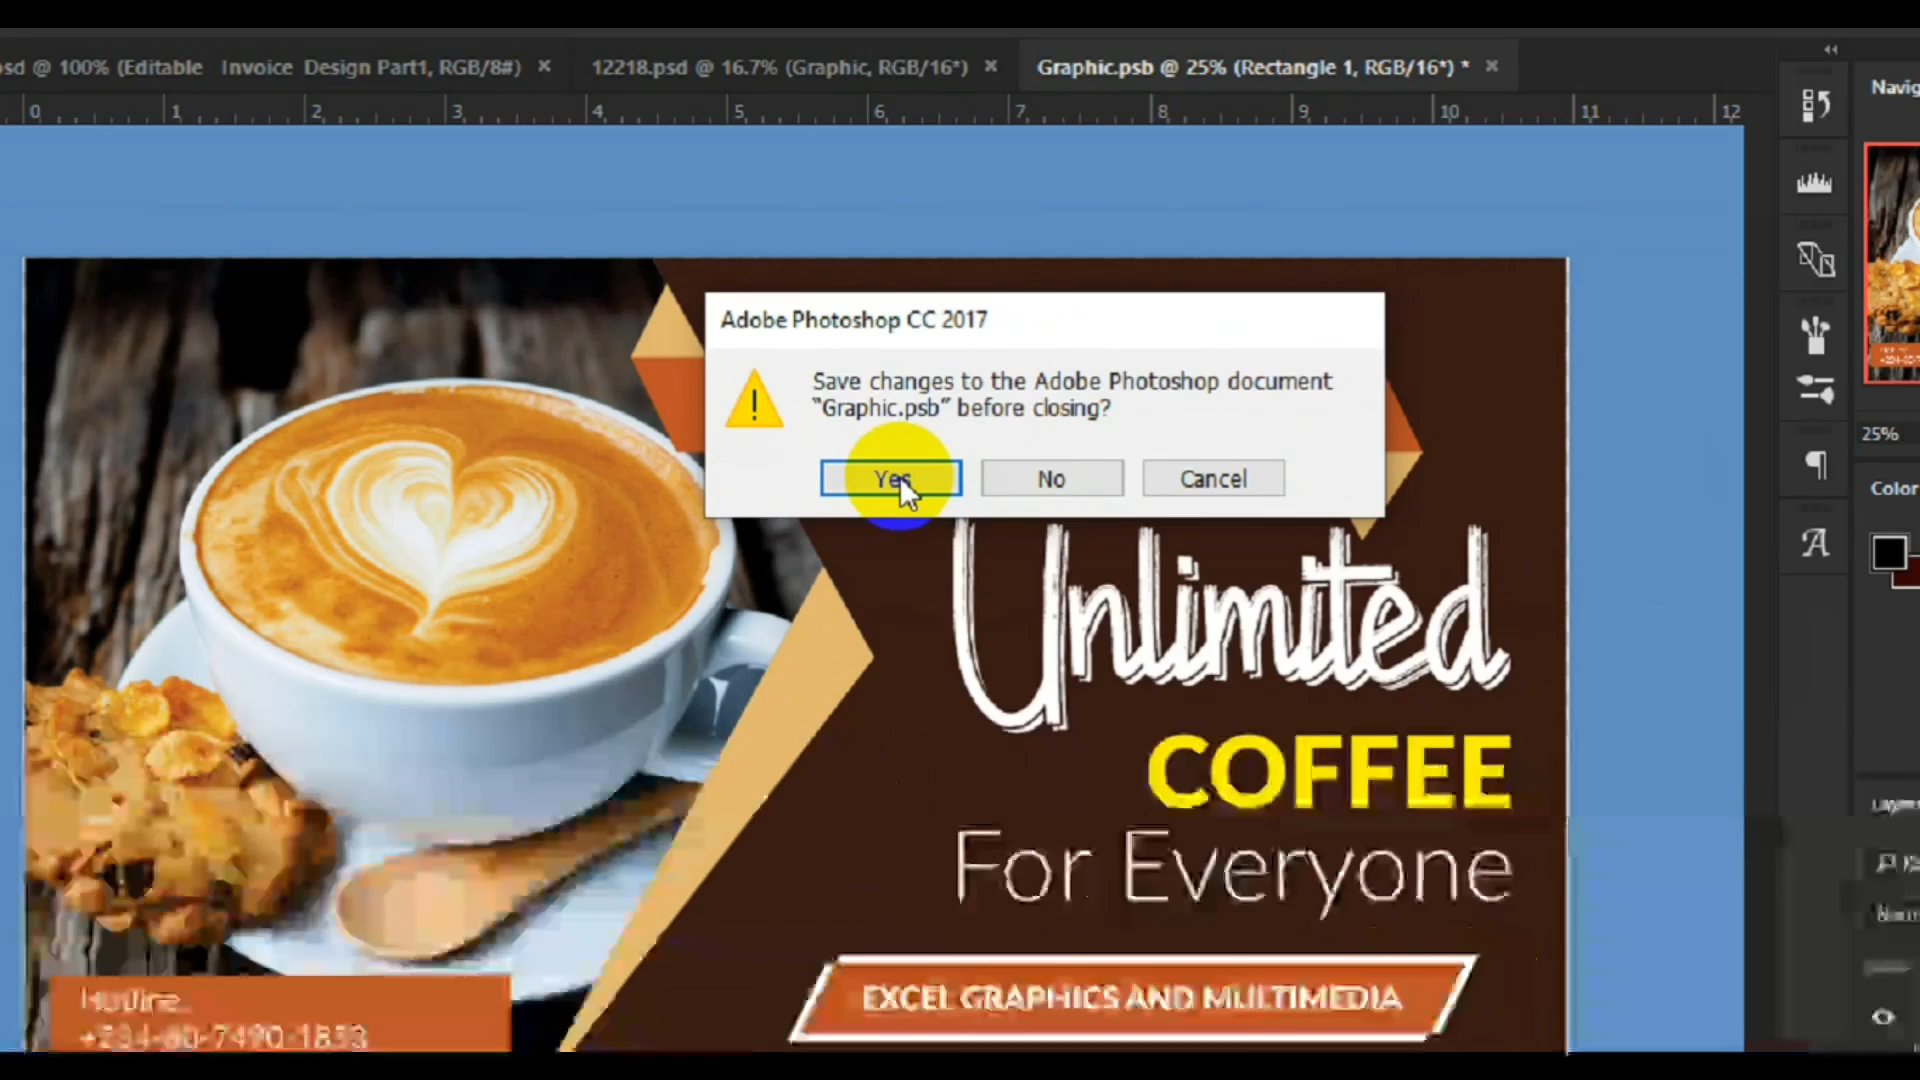 sd @ 100% (Editable Invoice Design Part1, RGB/8#) ×
12218.psd @ 16.7% (Graphic, RGB/16*) ×
Graphic.psb @ 25% (Rectangle 1, RGB/16*) * ×
Navig
0 1 2 3 4 5 6 7 8 9 10 11 12
Adobe Photoshop CC 2017
Save changes to the Adobe Photoshop document
“Graphic.psb” before closing?
Yes
No
Cancel
25%
Color
Unlimited
COFFEE
For Everyone
EXCEL GRAPHICS AND MULTIMEDIA
Hotline.